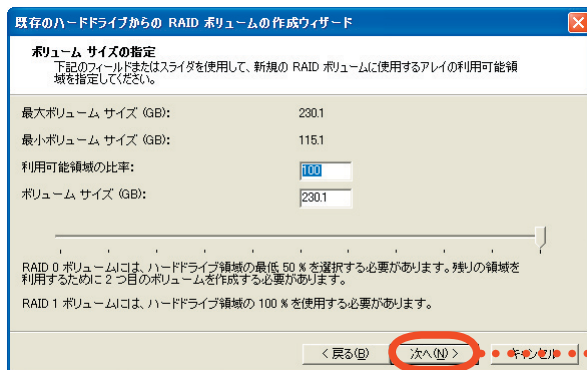 既存のハードドライブからの RAID ボリュームの作成ウィザード
ボリューム サイズの指定
下記のフィールドまたはスライダを使用して、新規の RAID ボリュームに使用するアレイの利用可能領
域を指定してください。
最大ボリューム サイズ (GB): 230.1
最小ボリューム サイズ (GB): 115.1
利用可能領域の比率: 100
ボリューム サイズ (GB): 230.1
RAID 0 ボリュームには、ハードドライブ領域の最低 50 % を選択する必要があります。残りの領域を
利用するために 2 つ目のボリュームを作成する必要があります。
RAID 1 ボリュームには、ハードドライブ領域の 100 % を使用する必要があります。
< 戻る(B) 次へ(N) > キャンセル